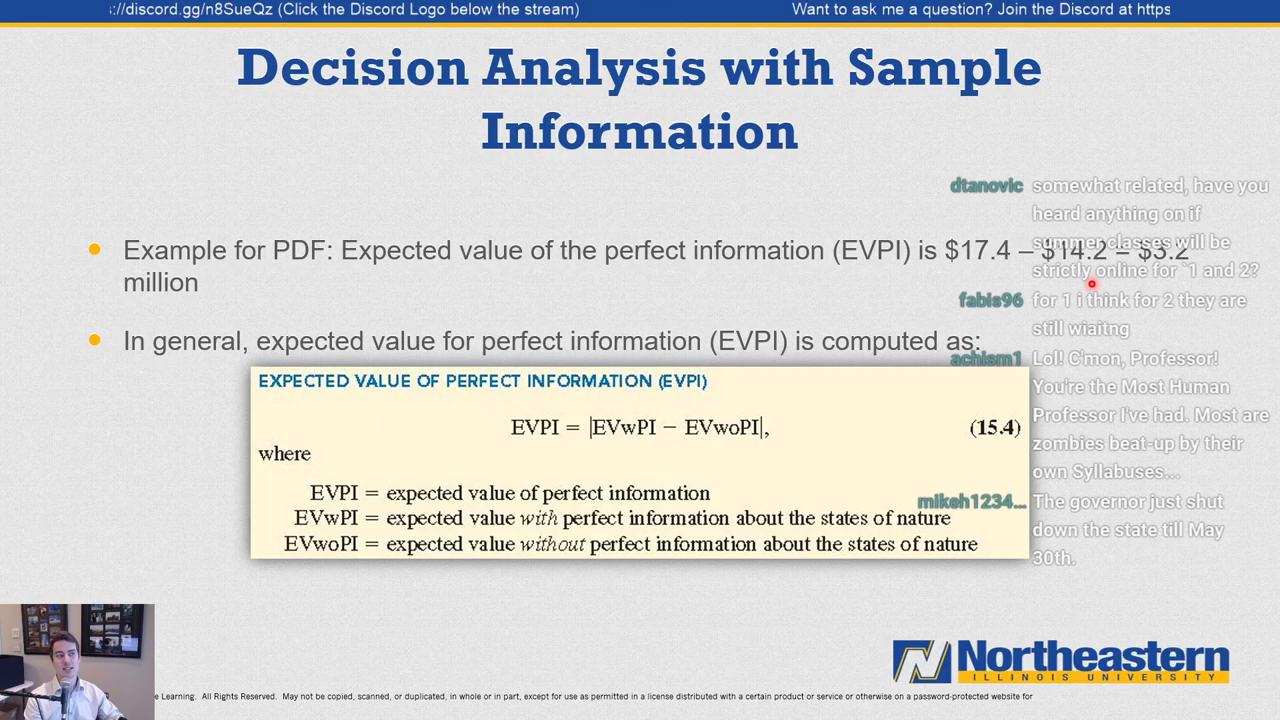 ://discord.gg/n8SueQz (Click the Discord Logo below the stream)
Want to ask me a question? Join the Discord at https
Decision Analysis with Sample
Information
Example for PDF: Expected value of the perfect information (EVPI) is $17.4 – $14.2 = $3.2
million
In general, expected value for perfect information (EVPI) is computed as:
EXPECTED VALUE OF PERFECT INFORMATION (EVPI)
EVPI = |EVwPI − EVwoPI|, (15.4)
where
EVPI = expected value of perfect information
EVwPI = expected value with perfect information about the states of nature
EVwoPI = expected value without perfect information about the states of nature
dtanovic somewhat related, have you
heard anything on if
summer classes will be
strictly online for `1 and 2?
fabis96 for 1 i think for 2 they are
still wiaitng
achism1 Lol! C'mon, Professor!
You're the Most Human
Professor I've had. Most are
zombies beat-up by their
own Syllabuses...
mikeh1234... The governor just shut
down the state till May
30th.
N Northeastern
ILLINOIS UNIVERSITY
e Learning. All Rights Reserved. May not be copied, scanned, or duplicated, in whole or in part, except for use as permitted in a license distributed with a certain product or service or otherwise on a password-protected website for